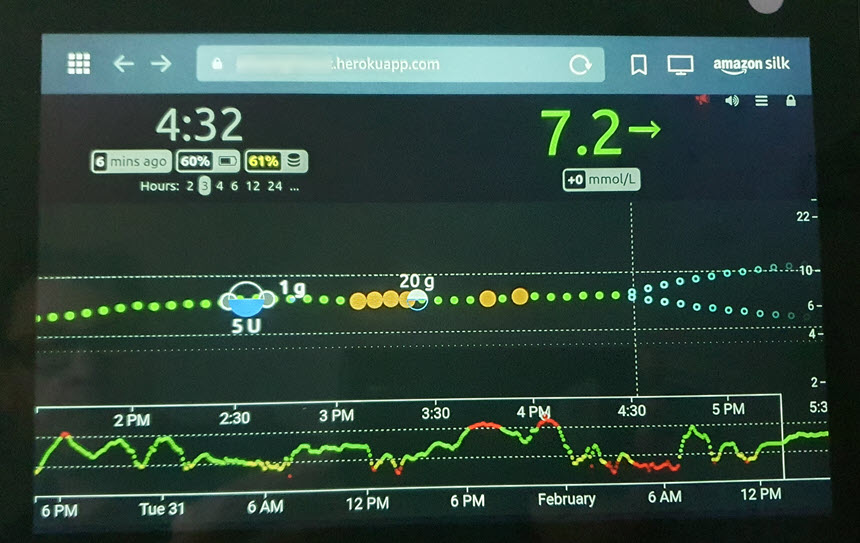 .herokuapp.com
amazon silk
4:32
7.2→
6 mins ago 60% 61%
+0 mmol/L
Hours: 2 3 4 6 12 24 ...
22
10
6
4
2
1 g
20 g
5 U
2 PM 2:30 3 PM 3:30 4 PM 4:30 5 PM 5:3
6 PM Tue 31 6 AM 12 PM 6 PM February 6 AM 12 PM